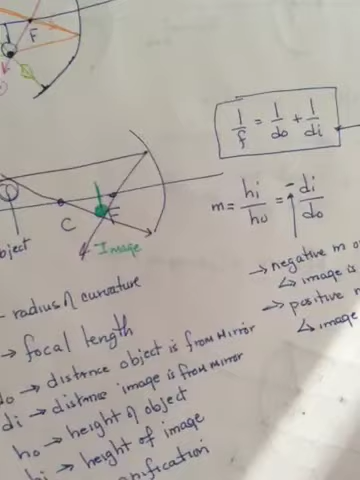 F
1/f = 1/do + 1/di
m = hi/ho = -di/do
C
F
Image
object
radius of curvature
→ focal length
do → distance object is from mirror
di → distance image is from mirror
ho → height of object
hi → height of image
→ negative m
↳ image is
→ positive
↳ image